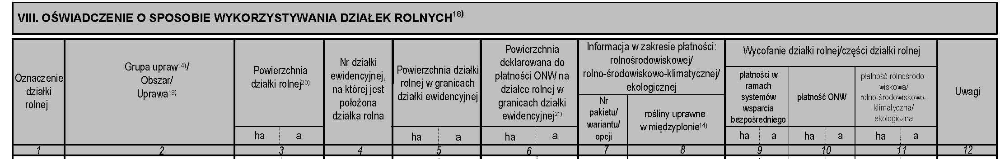 VIII. OŚWIADCZENIE O SPOSOBIE WYKORZYSTYWANIA DZIAŁEK ROLNYCH18)
Oznaczenie
działki
rolnej
Grupa upraw14)/
Obszar/
Uprawa19)
Powierzchnia
działki rolnej20)
ha a
Nr działki
ewidencyjnej,
na której jest
położona
działka rolna
Powierzchnia działki
rolnej w granicach
działki ewidencyjnej
ha a
Powierzchnia
deklarowana do
płatności ONW na
działce rolnej w
granicach działki
ewidencyjnej21)
ha a
Informacja w zakresie płatności:
rolnośrodowiskowej/
rolno-środowiskowo-klimatycznej/
ekologicznej
Nr
pakietu/
wariantu/
opcji
rośliny uprawne
w międzyplonie14)
Wycofanie działki rolnej/części działki rolnej
płatności w
ramach
systemów
wsparcia
bezpośredniego
ha a
płatność ONW
ha a
płatność rolnośrodo-
wiskowa/
rolno-środowiskowo-
klimatyczna/
ekologiczna
ha a
Uwagi
1 2 3 4 5 6 7 8 9 10 11 12